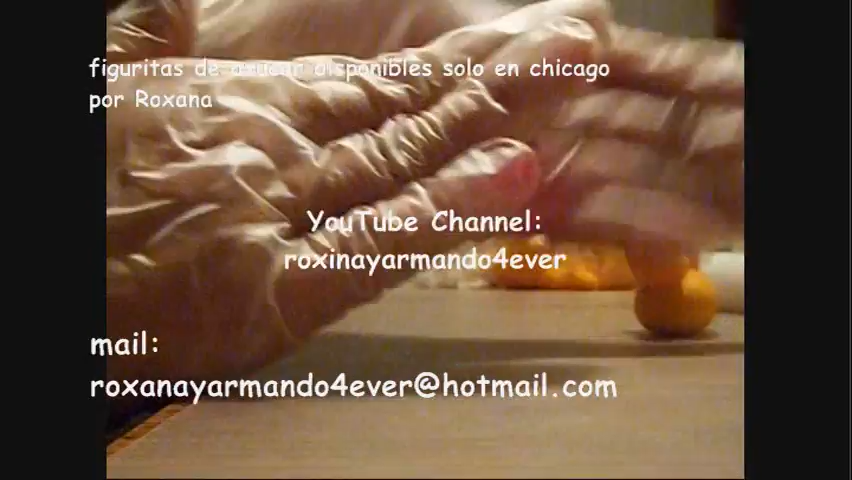 figuritas de azucar disponibles solo en chicago
por Roxana
YouTube Channel:
roxinayarmando4ever
mail:
roxanayarmando4ever@hotmail.com